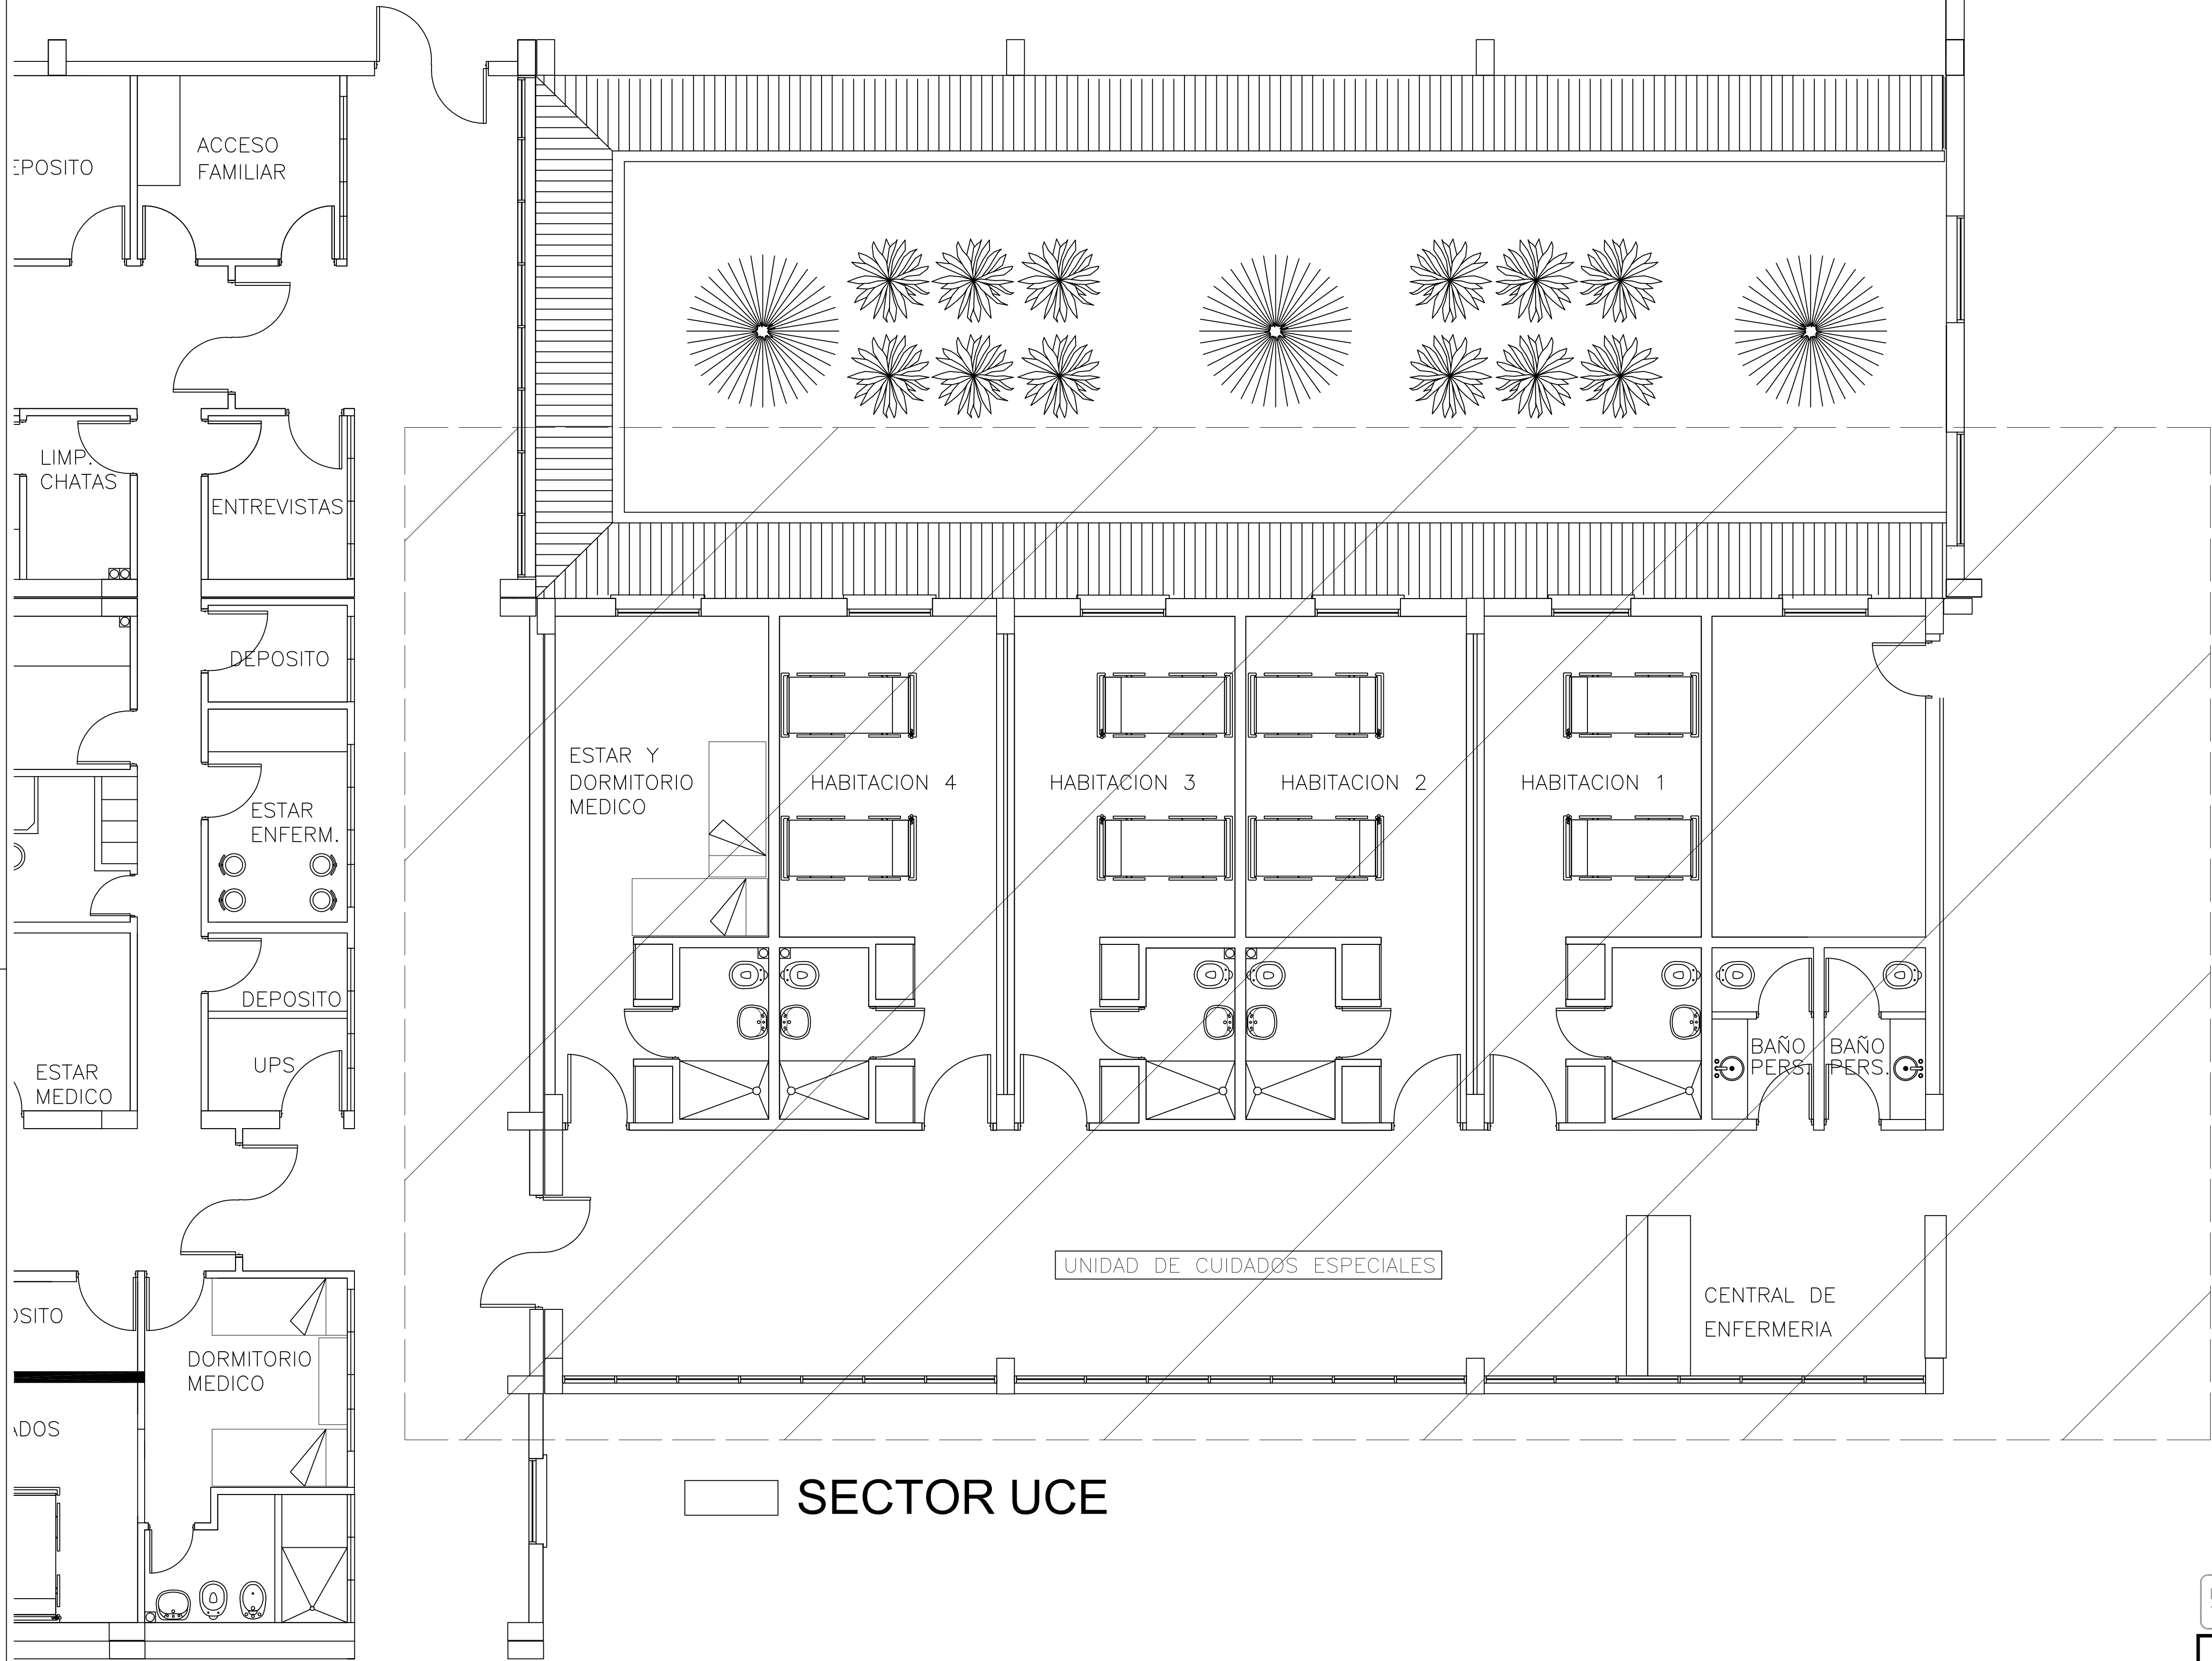 ACCESO
FAMILIAR
EPOSITO
LIMP.
CHATAS
ENTREVISTAS
DEPOSITO
ESTAR Y
DORMITORIO
MEDICO
HABITACION 4
HABITACION 3
HABITACION 2
HABITACION 1
ESTAR
ENFERM.
DEPOSITO
UPS
ESTAR
MEDICO
BAÑO
PERS.
BAÑO
PERS.
UNIDAD DE CUIDADOS ESPECIALES
CENTRAL DE
ENFERMERIA
OSITO
DORMITORIO
MEDICO
ADOS
SECTOR UCE